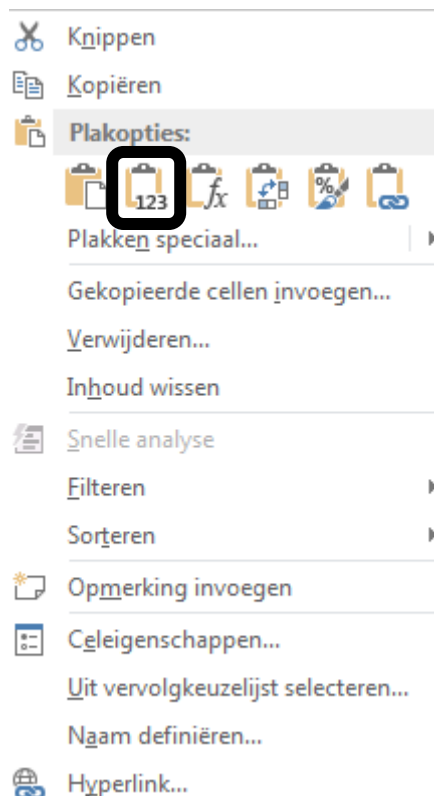 Knippen
Kopiëren
Plakopties:
123 fx %
Plakken speciaal...
Gekopieerde cellen invoegen...
Verwijderen...
Inhoud wissen
Snelle analyse
Filteren
Sorteren
Opmerking invoegen
Celeigenschappen...
Uit vervolgkeuzelijst selecteren...
Naam definiëren...
Hyperlink...